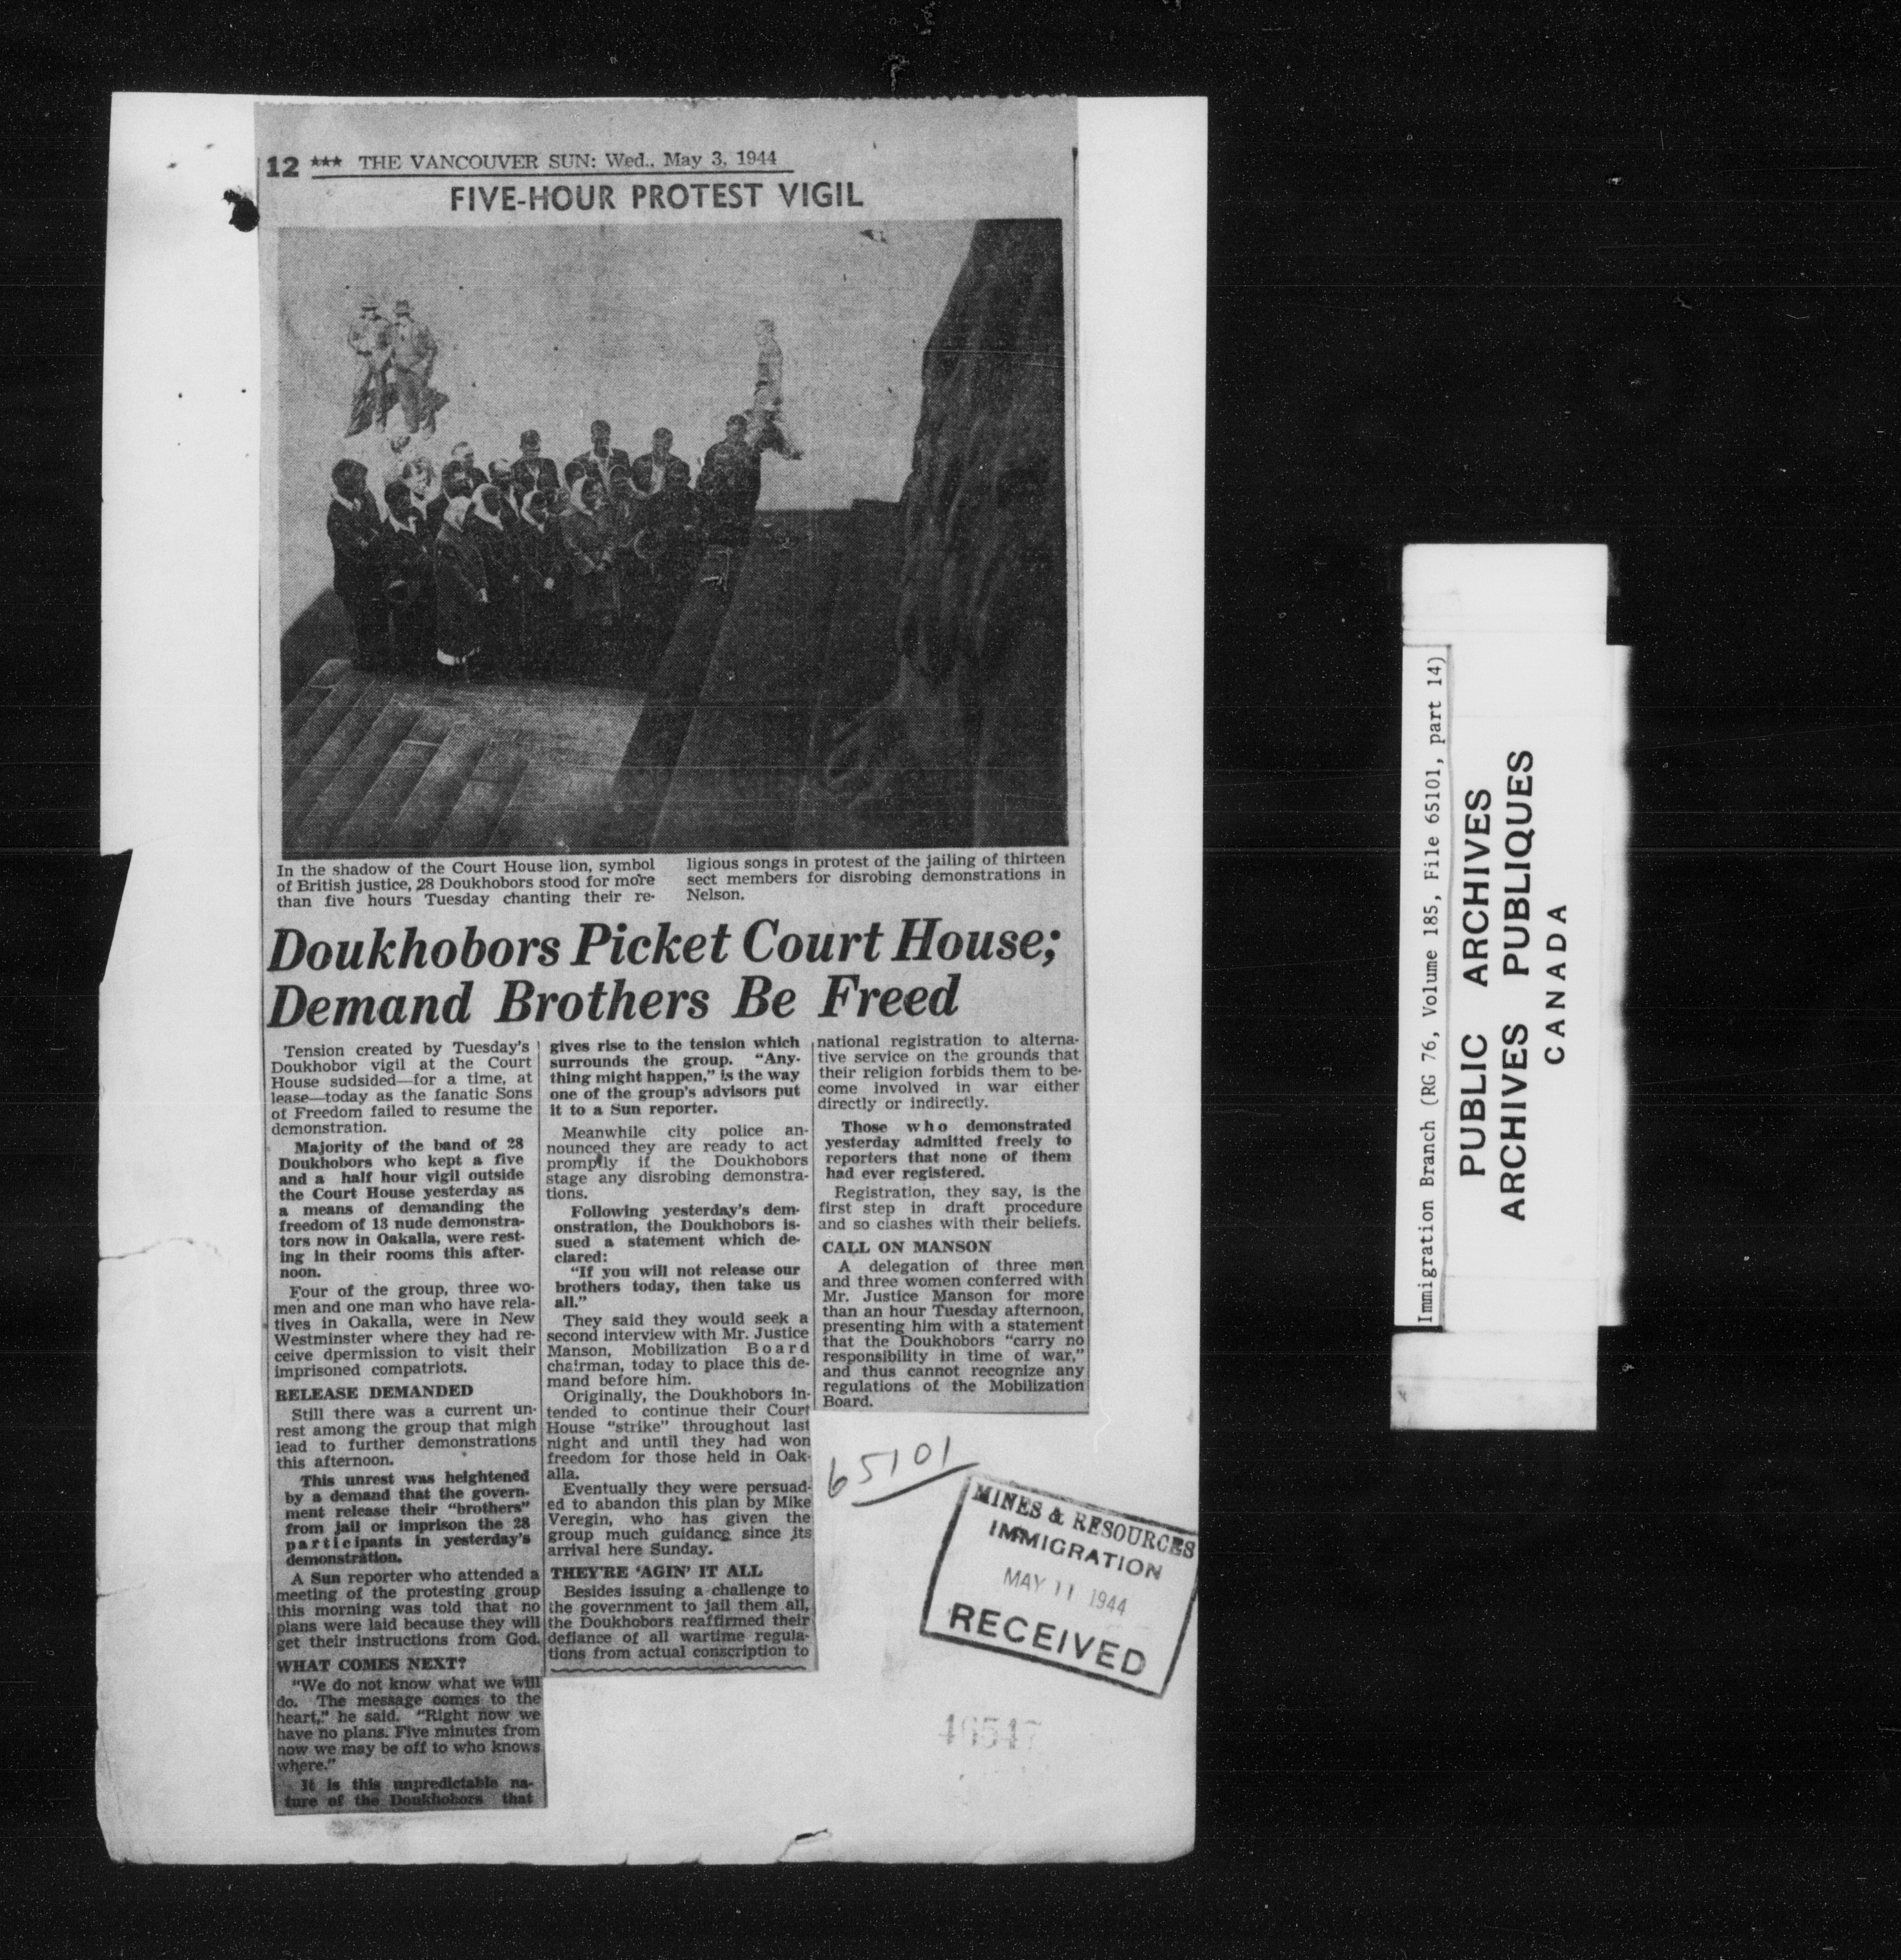 12 *** THE VANCOUVER SUN: Wed., May 3, 1944
FIVE-HOUR PROTEST VIGIL
In the shadow of the Court House lion, symbol
of British justice, 28 Doukhobors stood for more
than five hours Tuesday chanting their re-
ligious songs in protest of the jailing of thirteen
sect members for disrobing demonstrations in
Nelson.
Doukhobors Picket Court House;
Demand Brothers Be Freed
Tension created by Tuesday's
Doukhobor vigil at the Court
House sudsided—for a time, at
lease—today as the fanatic Sons
of Freedom failed to resume the
demonstration.
Majority of the band of 28
Doukhobors who kept a five
and a half hour vigil outside
the Court House yesterday as
a means of demanding the
freedom of 13 nude demonstra-
tors now in Oakalla, were rest-
ing in their rooms this after-
noon.
Four of the group, three wo-
men and one man who have rela-
tives in Oakalla, were in New
Westminster where they had re-
ceive dpermission to visit their
imprisoned compatriots.
RELEASE DEMANDED
Still there was a current un-
rest among the group that migh
lead to further demonstrations
this afternoon.
This unrest was heightened
by a demand that the govern-
ment release their "brothers"
from jail or imprison the 28
participants in yesterday's
demonstration.
A Sun reporter who attended a
meeting of the protesting group
this morning was told that no
plans were laid because they will
get their instructions from God.
WHAT COMES NEXT?
"We do not know what we will
do. The message comes to the
heart," he said. "Right now we
have no plans. Five minutes from
now we may be off to who knows
where."
It is this unpredictable na-
ture of the Doukhobors that
gives rise to the tension which
surrounds the group. "Any-
thing might happen," is the way
one of the group's advisors put
it to a Sun reporter.
Meanwhile city police an-
nounced they are ready to act
promptly if the Doukhobors
stage any disrobing demonstra-
tions.
Following yesterday's dem-
onstration, the Doukhobors is-
sued a statement which de-
clared:
"If you will not release our
brothers today, then take us
all."
They said they would seek a
second interview with Mr. Justice
Manson, Mobilization Board
chairman, today to place this de-
mand before him.
Originally, the Doukhobors in-
tended to continue their Court
House "strike" throughout last
night and until they had won
freedom for those held in Oak-
alla.
Eventually they were persuad-
ed to abandon this plan by Mike
Veregin, who has given the
group much guidance since its
arrival here Sunday.
THEY'RE 'AGIN' IT ALL
Besides issuing a challenge to
the government to jail them all,
the Doukhobors reaffirmed their
defiance of all wartime regula-
tions from actual conscription to
national registration to alterna-
tive service on the grounds that
their religion forbids them to be-
come involved in war either
directly or indirectly.
Those who demonstrated
yesterday admitted freely to
reporters that none of them
had ever registered.
Registration, they say, is the
first step in draft procedure
and so clashes with their beliefs.
CALL ON MANSON
A delegation of three men
and three women conferred with
Mr. Justice Manson for more
than an hour Tuesday afternoon,
presenting him with a statement
that the Doukhobors "carry no
responsibility in time of war,"
and thus cannot recognize any
regulations of the Mobilization
Board.
65101
MINES & RESOURCES
IMMIGRATION
MAY 11 1944
RECEIVED
46547
Immigration Branch (RG 76, Volume 185, File 65101, part 14)
PUBLIC ARCHIVES
ARCHIVES PUBLIQUES
CANADA